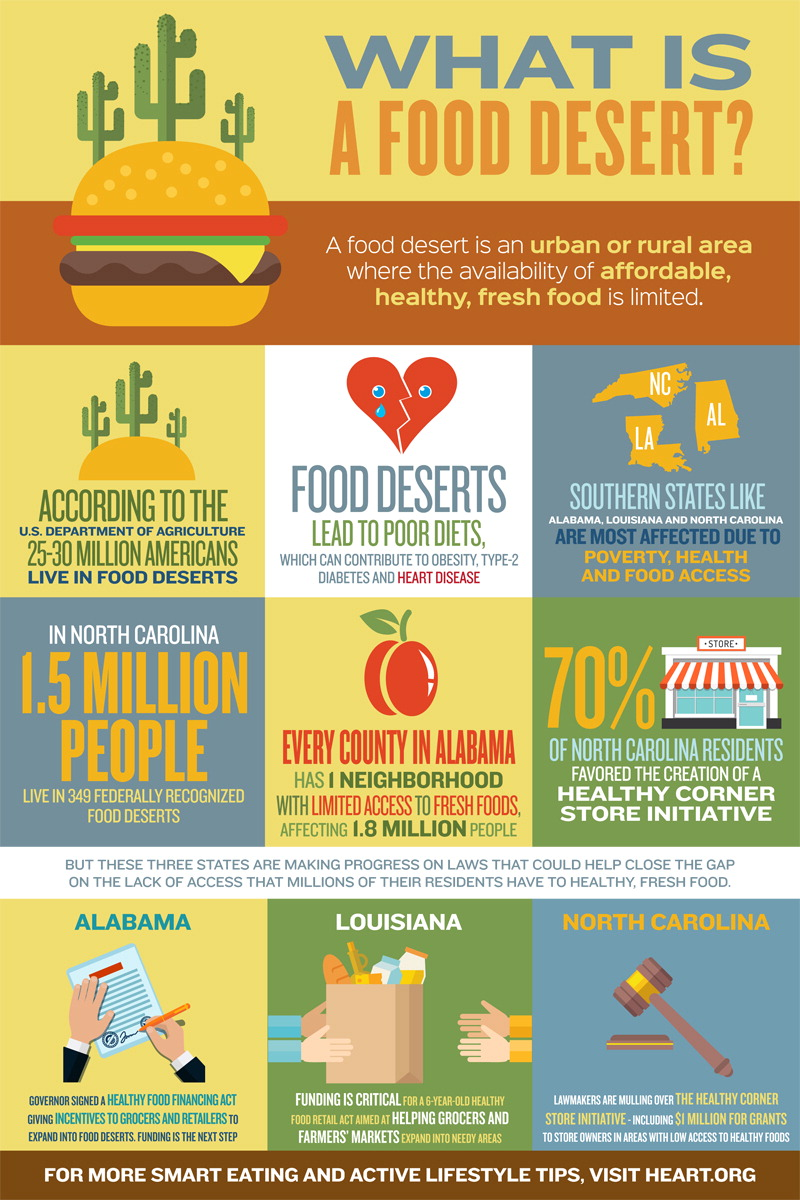 WHAT IS
A FOOD DESERT?
A food desert is an urban or rural area
where the availability of affordable,
healthy, fresh food is limited.
ACCORDING TO THE
U.S. DEPARTMENT OF AGRICULTURE
25-30 MILLION AMERICANS
LIVE IN FOOD DESERTS
FOOD DESERTS
LEAD TO POOR DIETS,
WHICH CAN CONTRIBUTE TO OBESITY, TYPE-2
DIABETES AND HEART DISEASE
NC
LA
AL
SOUTHERN STATES LIKE
ALABAMA, LOUISIANA AND NORTH CAROLINA
ARE MOST AFFECTED DUE TO
POVERTY, HEALTH
AND FOOD ACCESS
IN NORTH CAROLINA
1.5 MILLION
PEOPLE
LIVE IN 349 FEDERALLY RECOGNIZED
FOOD DESERTS
EVERY COUNTY IN ALABAMA
HAS 1 NEIGHBORHOOD
WITH LIMITED ACCESS TO FRESH FOODS,
AFFECTING 1.8 MILLION PEOPLE
70%
• STORE •
OF NORTH CAROLINA RESIDENTS
FAVORED THE CREATION OF A
HEALTHY CORNER
STORE INITIATIVE
BUT THESE THREE STATES ARE MAKING PROGRESS ON LAWS THAT COULD HELP CLOSE THE GAP
ON THE LACK OF ACCESS THAT MILLIONS OF THEIR RESIDENTS HAVE TO HEALTHY, FRESH FOOD.
ALABAMA
GOVERNOR SIGNED A HEALTHY FOOD FINANCING ACT
GIVING INCENTIVES TO GROCERS AND RETAILERS TO
EXPAND INTO FOOD DESERTS. FUNDING IS THE NEXT STEP
LOUISIANA
FUNDING IS CRITICAL FOR A 6-YEAR-OLD HEALTHY
FOOD RETAIL ACT AIMED AT HELPING GROCERS AND
FARMERS' MARKETS EXPAND INTO NEEDY AREAS
NORTH CAROLINA
LAWMAKERS ARE MULLING OVER THE HEALTHY CORNER
STORE INITIATIVE - INCLUDING $1 MILLION FOR GRANTS
TO STORE OWNERS IN AREAS WITH LOW ACCESS TO HEALTHY FOODS
FOR MORE SMART EATING AND ACTIVE LIFESTYLE TIPS, VISIT HEART.ORG